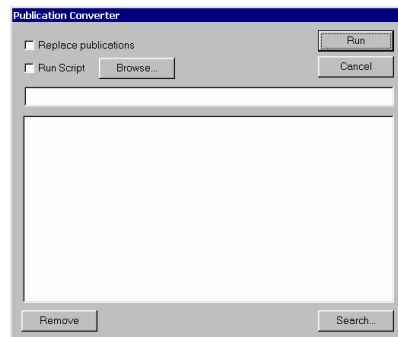 Publication Converter
Replace publications
Run
Run Script
Browse...
Cancel
Remove
Search...